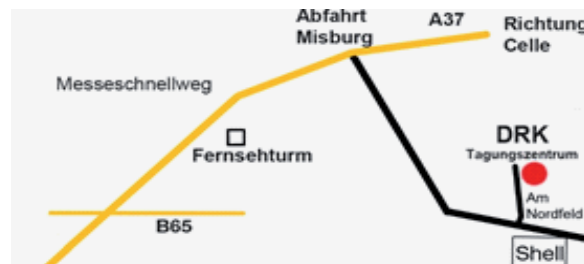 Abfahrt
Misburg
A37
Richtung
Celle
Messeschnellweg
Fernsehturm
DRK
Tagungszentrum
Am
Nordfeld
B65
Shell